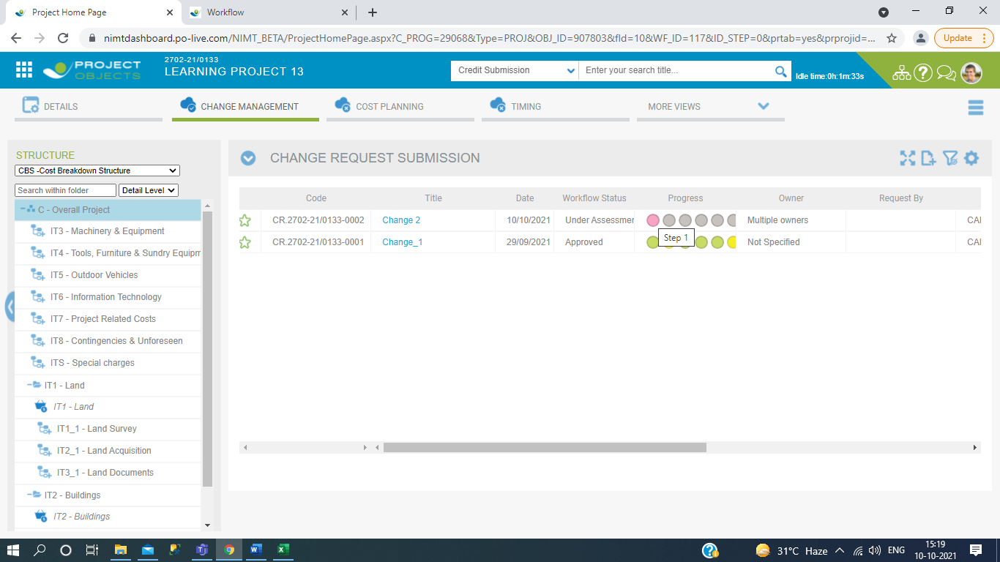 Project Home Page
Workflow
nimtdashboard.po-live.com/NIMT_BETA/ProjectHomePage.aspx?C_PROG=29068&Type=PROJ&OBJ_ID=907803&fId=10&WF_ID=117&ID_STEP=0&prtab=yes&prprojid=...
Update
PROJECT
OBJECTS
2702-21/0133
LEARNING PROJECT 13
Credit Submission
Enter your search title...
Idle time:0h:1m:33s
DETAILS
CHANGE MANAGEMENT
COST PLANNING
TIMING
MORE VIEWS
STRUCTURE
CBS -Cost Breakdown Structure
Search within folder
Detail Level
C - Overall Project
IT3 - Machinery & Equipment
IT4 - Tools, Furniture & Sundry Equipm
IT5 - Outdoor Vehicles
IT6 - Information Technology
IT7 - Project Related Costs
IT8 - Contingencies & Unforeseen
ITS - Special charges
IT1 - Land
IT1 - Land
IT1_1 - Land Survey
IT2_1 - Land Acquisition
IT3_1 - Land Documents
IT2 - Buildings
IT2 - Buildings
CHANGE REQUEST SUBMISSION
Code Title Date Workflow Status Progress Owner Request By
CR.2702-21/0133-0002 Change 2 10/10/2021 Under Assessmen Multiple owners CAI
Step 1
CR.2702-21/0133-0001 Change_1 29/09/2021 Approved Not Specified CAI
31°C Haze
ENG
15:19
10-10-2021